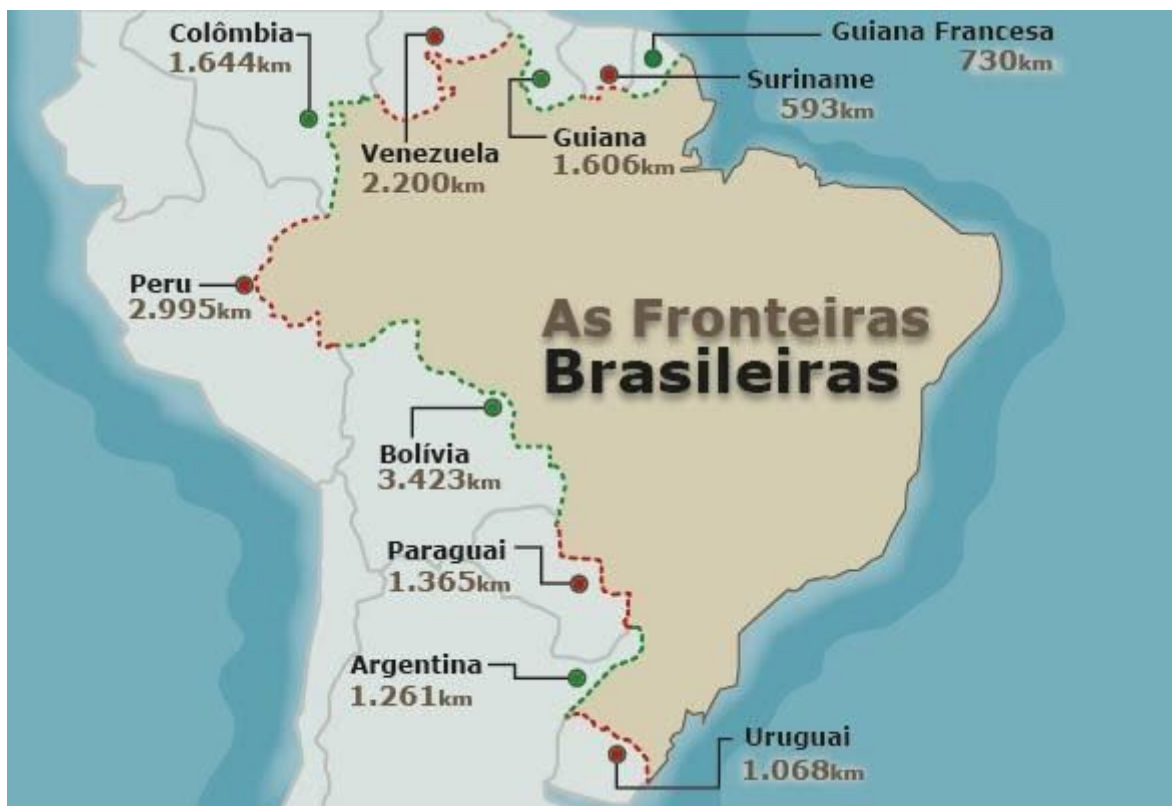 Colômbia
1.644km
Guiana Francesa
730km
Suriname
593km
Venezuela
2.200km
Guiana
1.606km
Peru
2.995km
As Fronteiras
Brasileiras
Bolívia
3.423km
Paraguai
1.365km
Argentina
1.261km
Uruguai
1.068km